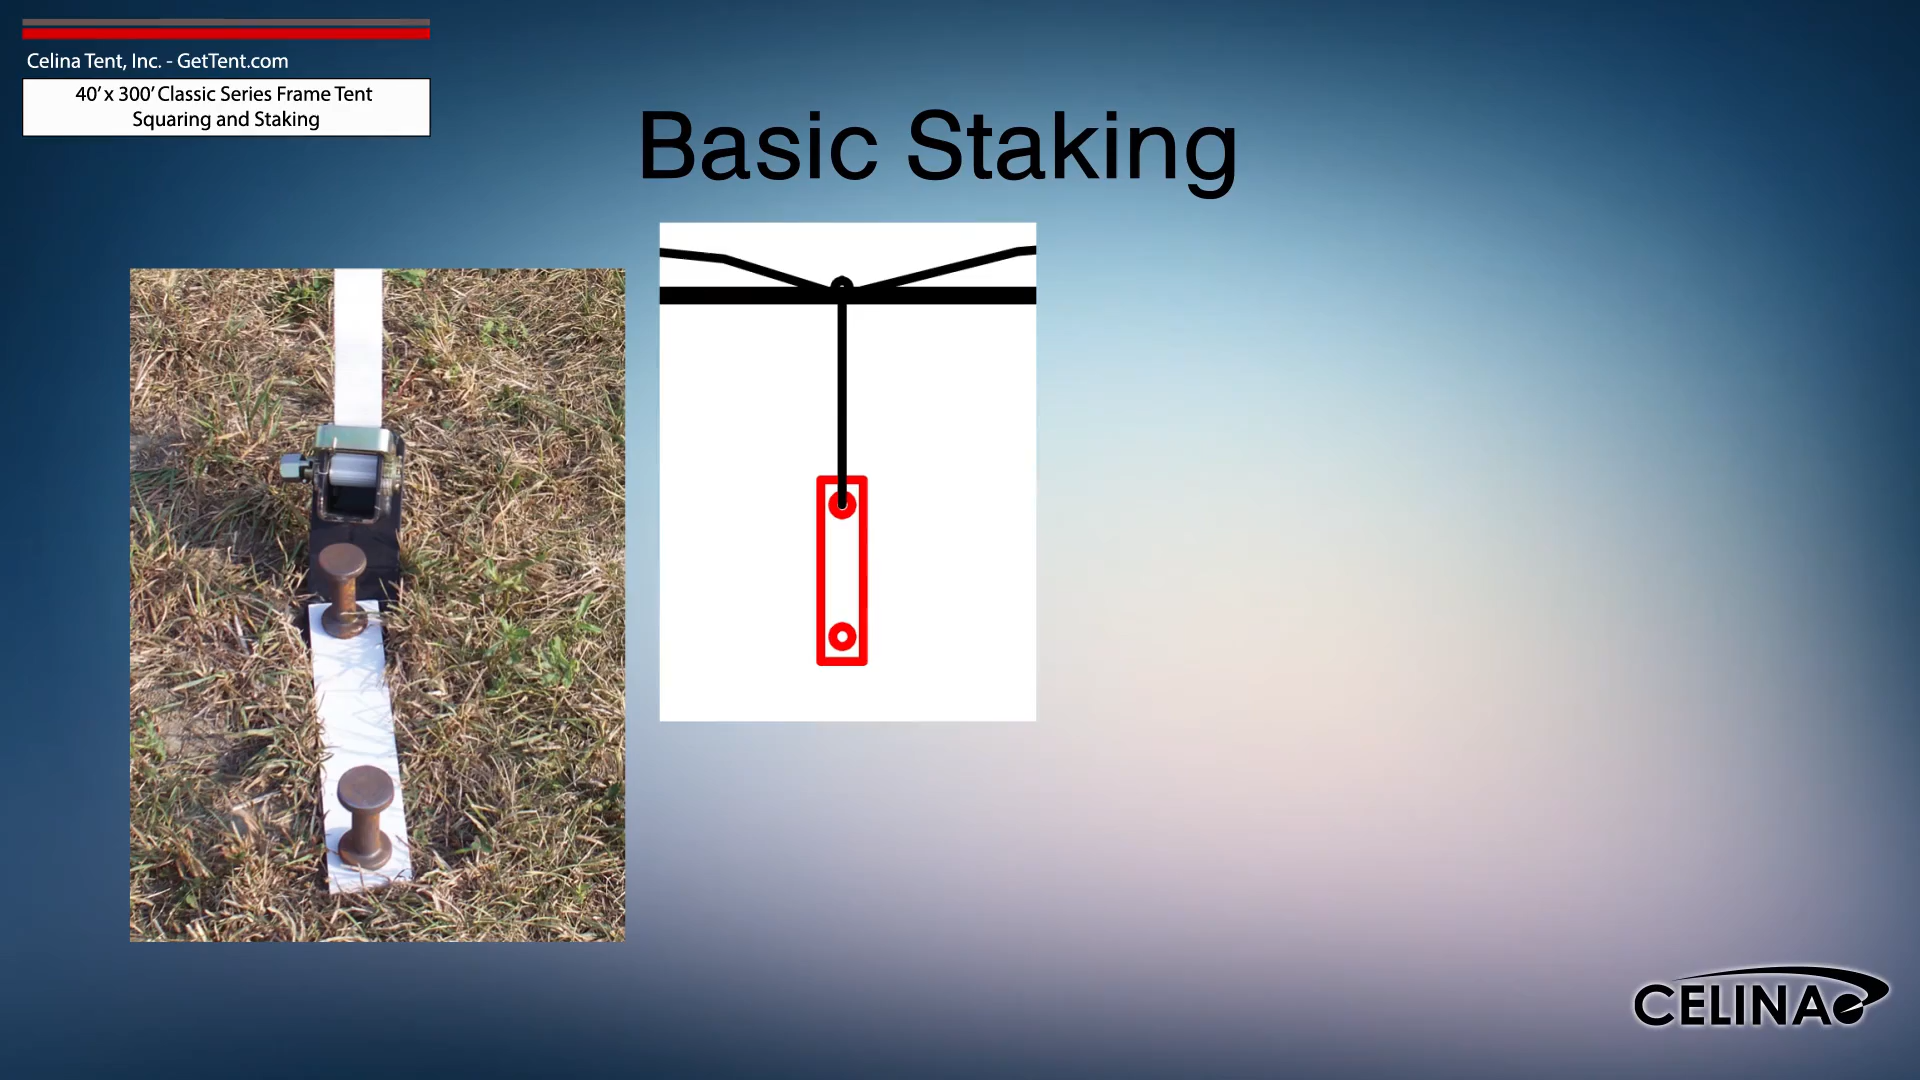 Celina Tent, Inc. - GetTent.com
40’ x 300’ Classic Series Frame Tent
Squaring and Staking
Basic Staking
CELINA